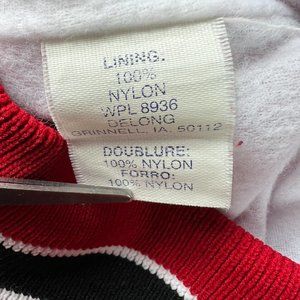 LINING:
100%
NYLON
WPL 8936
DELONG
GRINNELL, IA. 50112
DOUBLURE:
100% NYLON
FORRO:
100% NYLON